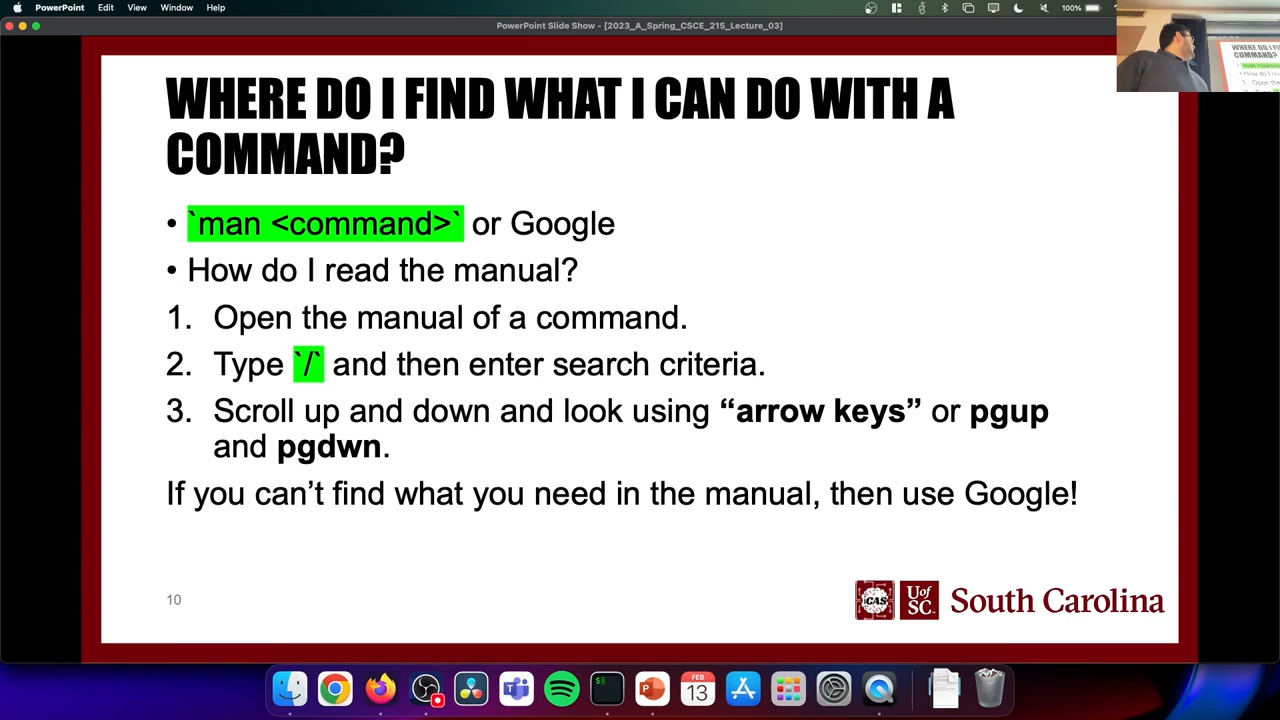 PowerPoint Edit View Window Help 100%
PowerPoint Slide Show - [2023_A_Spring_CSCE_215_Lecture_03]
WHERE DO I FIND WHAT I CAN DO WITH A
COMMAND?
• `man <command>` or Google
• How do I read the manual?
1. Open the manual of a command.
2. Type `/` and then enter search criteria.
3. Scroll up and down and look using “arrow keys” or pgup
and pgdwn.
If you can’t find what you need in the manual, then use Google!
10
iCAS UofSC South Carolina
FEB
13